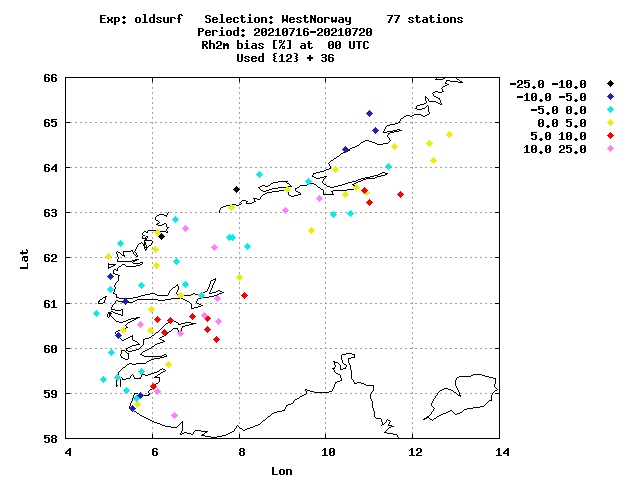 Exp: oldsurf   Selection: WestNorway     77 stations
Period: 20210716-20210720
Rh2m bias [%] at  00 UTC
Used {12} + 36
-25.0 -10.0
-10.0 -5.0
-5.0 0.0
0.0 5.0
5.0 10.0
10.0 25.0
66
65
64
63
62
61
60
59
58
Lat
4 6 8 10 12 14
Lon